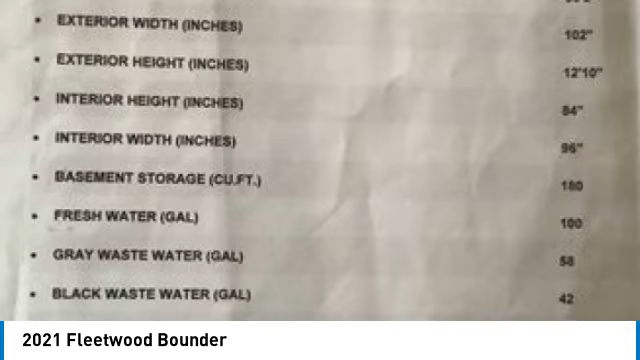 • EXTERIOR WIDTH (INCHES) 102"
• EXTERIOR HEIGHT (INCHES) 12'10"
• INTERIOR HEIGHT (INCHES) 84"
• INTERIOR WIDTH (INCHES) 96"
• BASEMENT STORAGE (CU.FT.) 180
• FRESH WATER (GAL) 100
• GRAY WASTE WATER (GAL) 58
• BLACK WASTE WATER (GAL) 42
2021 Fleetwood Bounder